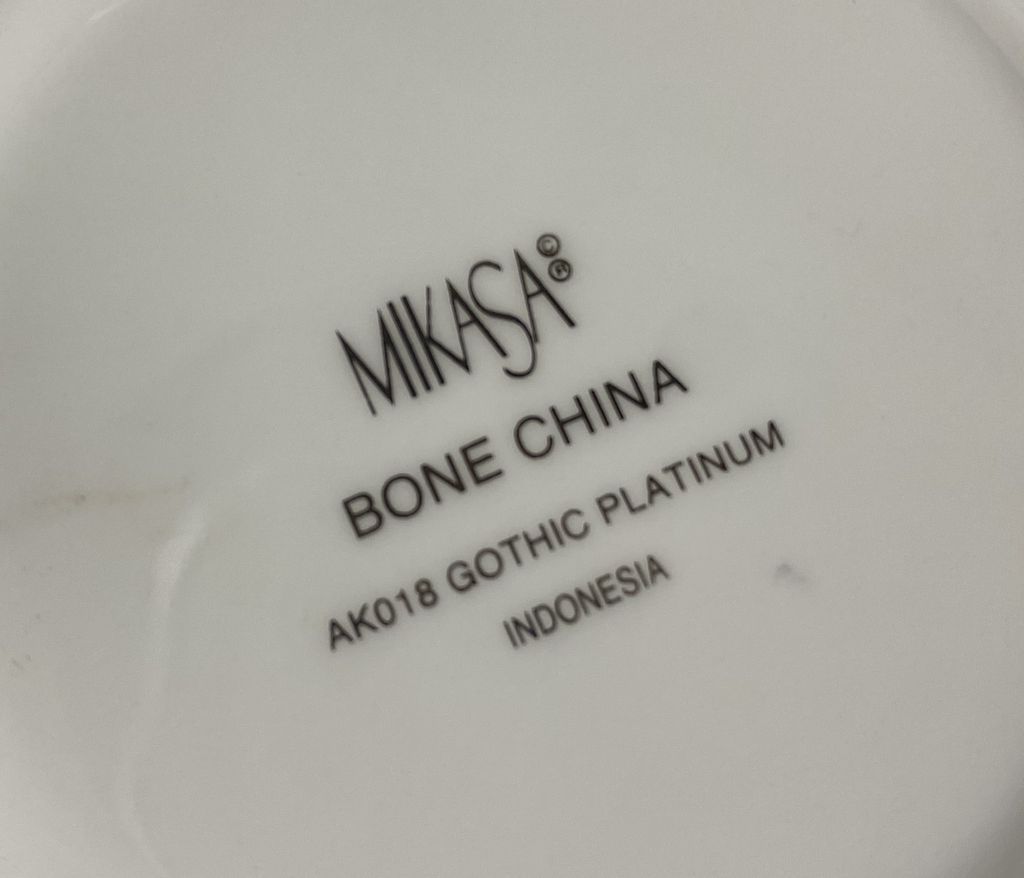 MIKASA©®
BONE CHINA
AK018 GOTHIC PLATINUM
INDONESIA